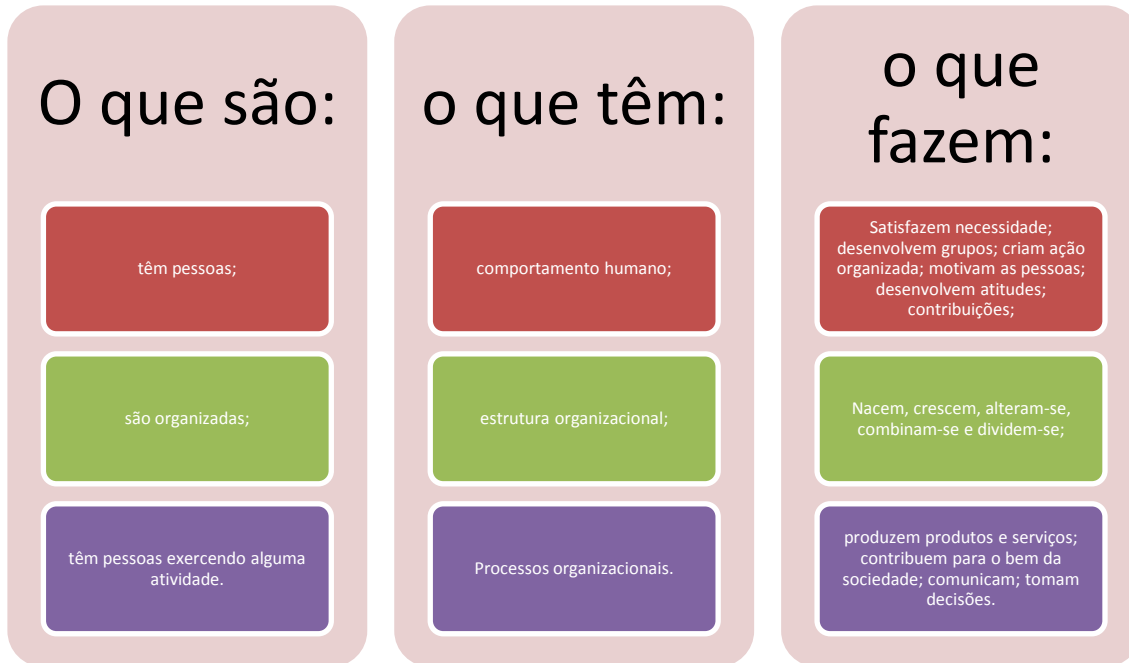 O que são:
têm pessoas;
são organizadas;
têm pessoas exercendo alguma
atividade.
o que têm:
comportamento humano;
estrutura organizacional;
Processos organizacionais.
o que
fazem:
Satisfazem necessidade;
desenvolvem grupos; criam ação
organizada; motivam as pessoas;
desenvolvem atitudes;
contribuições;
Nacem, crescem, alteram-se,
combinam-se e dividem-se;
produzem produtos e serviços;
contribuem para o bem da
sociedade; comunicam; tomam
decisões.